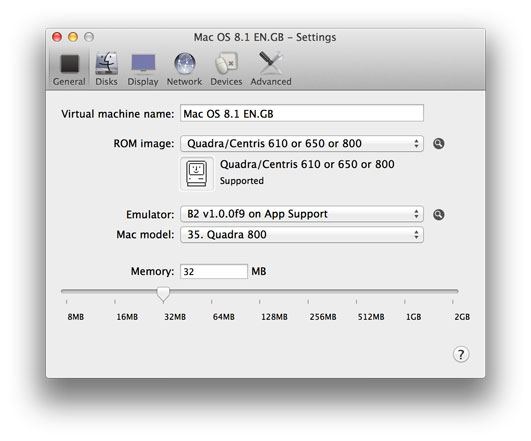 Mac OS 8.1 EN.GB – Settings
General Disks Display Network Devices Advanced
Virtual machine name: Mac OS 8.1 EN.GB
ROM image: Quadra/Centris 610 or 650 or 800
Quadra/Centris 610 or 650 or 800
Supported
Emulator: B2 v1.0.0f9 on App Support
Mac model: 35. Quadra 800
Memory: 32 MB
8MB 16MB 32MB 64MB 128MB 256MB 512MB 1GB 2GB
?